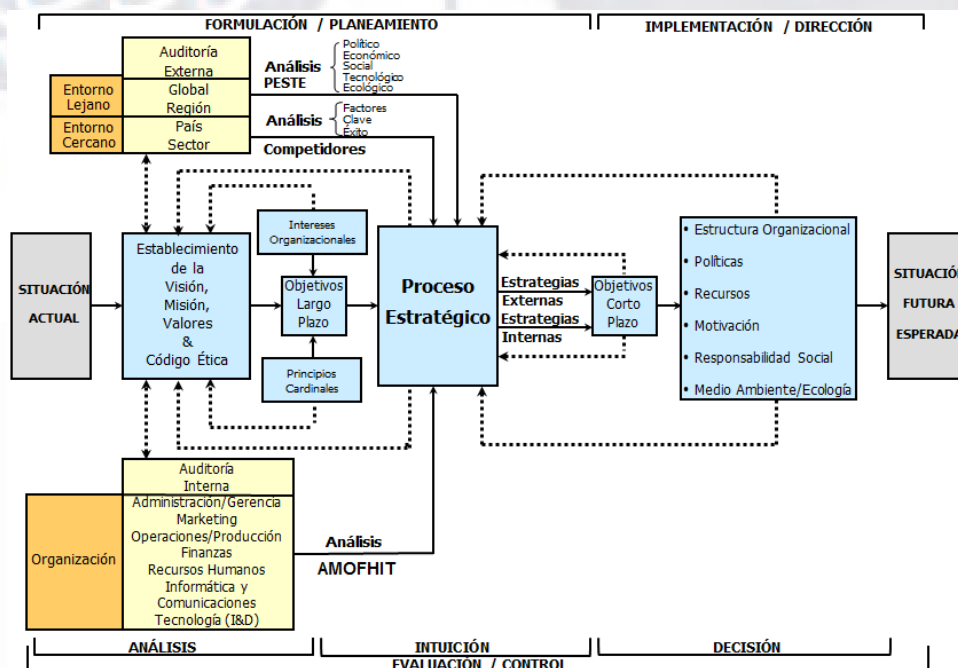 FORMULACIÓN / PLANEAMIENTO
IMPLEMENTACIÓN / DIRECCIÓN
Auditoría
Externa
Entorno
Lejano
Global
Región
Entorno
Cercano
País
Sector
Análisis
PESTE
Político
Económico
Social
Tecnológico
Ecológico
Análisis
Competidores
Factores
Clave
Éxito
SITUACIÓN
ACTUAL
Establecimiento
de la
Visión,
Misión,
Valores
&
Código Ética
Intereses
Organizacionales
Objetivos
Largo
Plazo
Principios
Cardinales
Proceso
Estratégico
Estrategias
Externas
Estrategias
Internas
Objetivos
Corto
Plazo
• Estructura Organizacional
• Políticas
• Recursos
• Motivación
• Responsabilidad Social
• Medio Ambiente/Ecología
SITUACIÓN
FUTURA
ESPERADA
Auditoría
Interna
Organización
Administración/Gerencia
Marketing
Operaciones/Producción
Finanzas
Recursos Humanos
Informática y
Comunicaciones
Tecnología (I&D)
Análisis
AMOFHIT
ANÁLISIS
INTUICIÓN
DECISIÓN
EVALUACIÓN / CONTROL